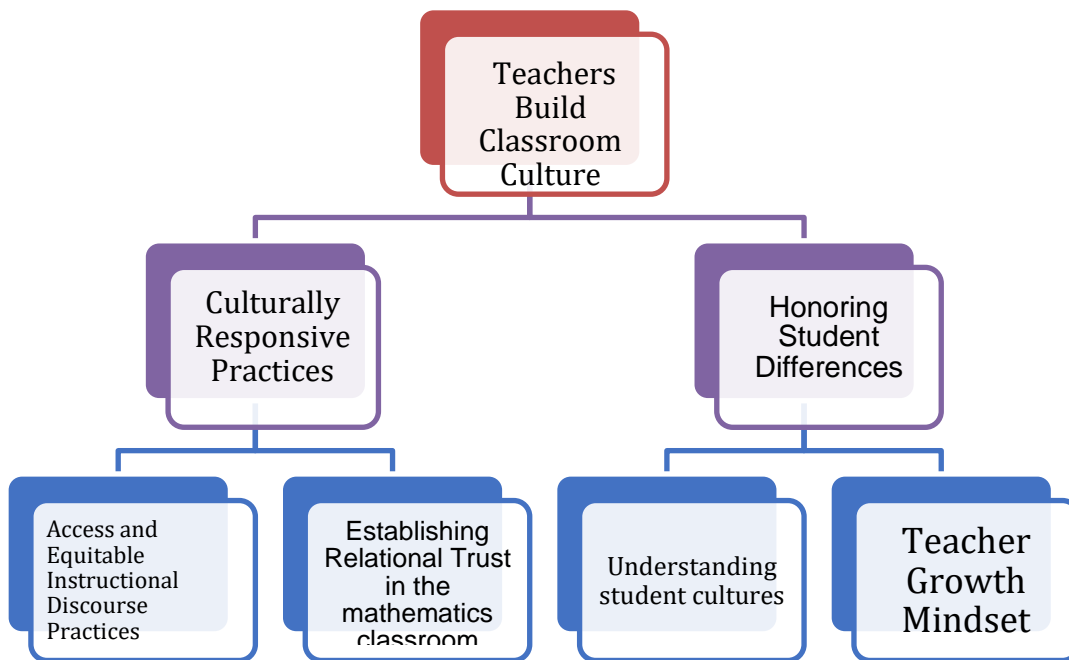 Teachers
Build
Classroom
Culture
Culturally
Responsive
Practices
Honoring
Student
Differences
Access and
Equitable
Instructional
Discourse
Practices
Establishing
Relational Trust
in the
mathematics
classroom
Understanding
student cultures
Teacher
Growth
Mindset